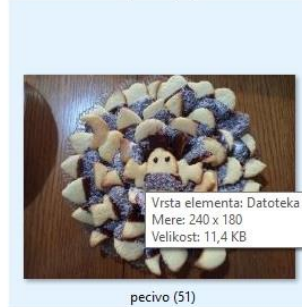 Vrsta elementa: Datoteka
Mere: 240 x 180
Velikost: 11,4 KB
pecivo (51)